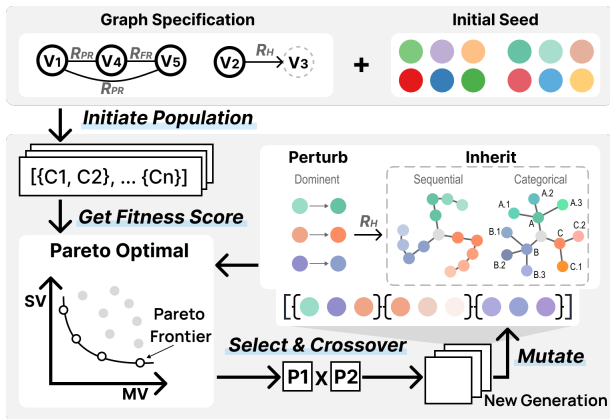 Graph Specification
Initial Seed
V1 RPR V4 RFR V5
RPR
V2 RH V3
+
Initiate Population
[{C1, C2}, ... {Cn}]
Get Fitness Score
Pareto Optimal
SV
Pareto
Frontier
MV
Perturb
Dominent
RH
Inherit
Sequential
Categorical
A.1
A.2
A.3
A
B.1
B.2
B.3
B
C
C.2
C.1
[{ }{ }{ }]
Select & Crossover
P1 x P2
Mutate
New Generation